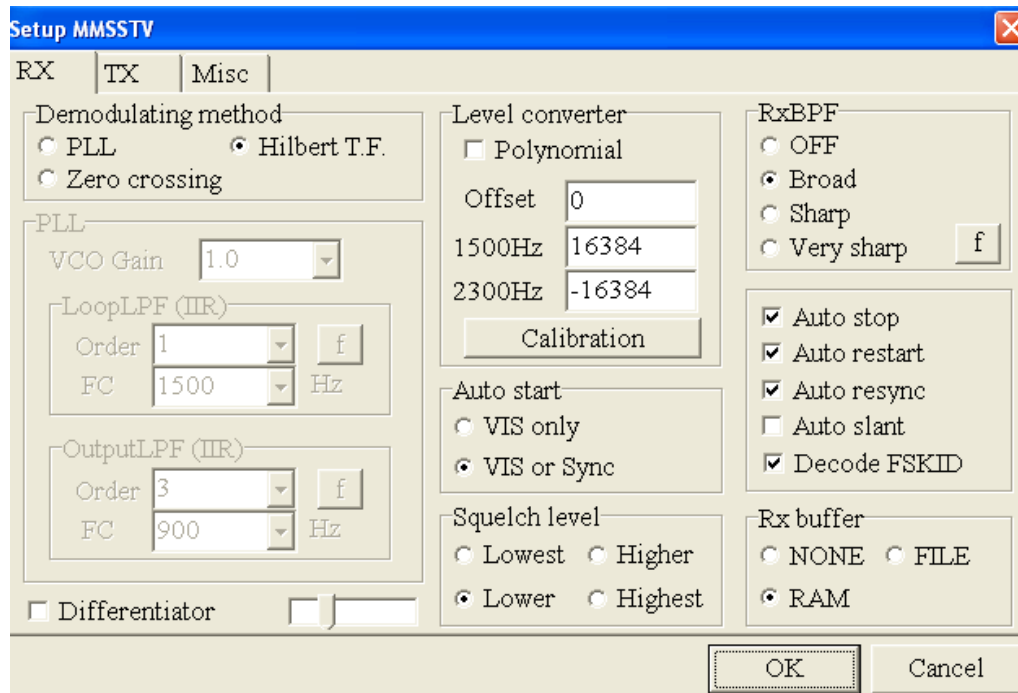 Setup MMSSTV
RX TX Misc
Demodulating method
PLL Hilbert T.F.
Zero crossing
PLL
VCO Gain 1.0
LoopLPF (IIR)
Order 1 f
FC 1500 Hz
OutputLPF (IIR)
Order 3 f
FC 900 Hz
Differentiator
Level converter
Polynomial
Offset 0
1500Hz 16384
2300Hz -16384
Calibration
Auto start
VIS only
VIS or Sync
Squelch level
Lowest Higher
Lower Highest
RxBPF
OFF
Broad
Sharp
Very sharp f
Auto stop
Auto restart
Auto resync
Auto slant
Decode FSKID
Rx buffer
NONE FILE
RAM
OK Cancel